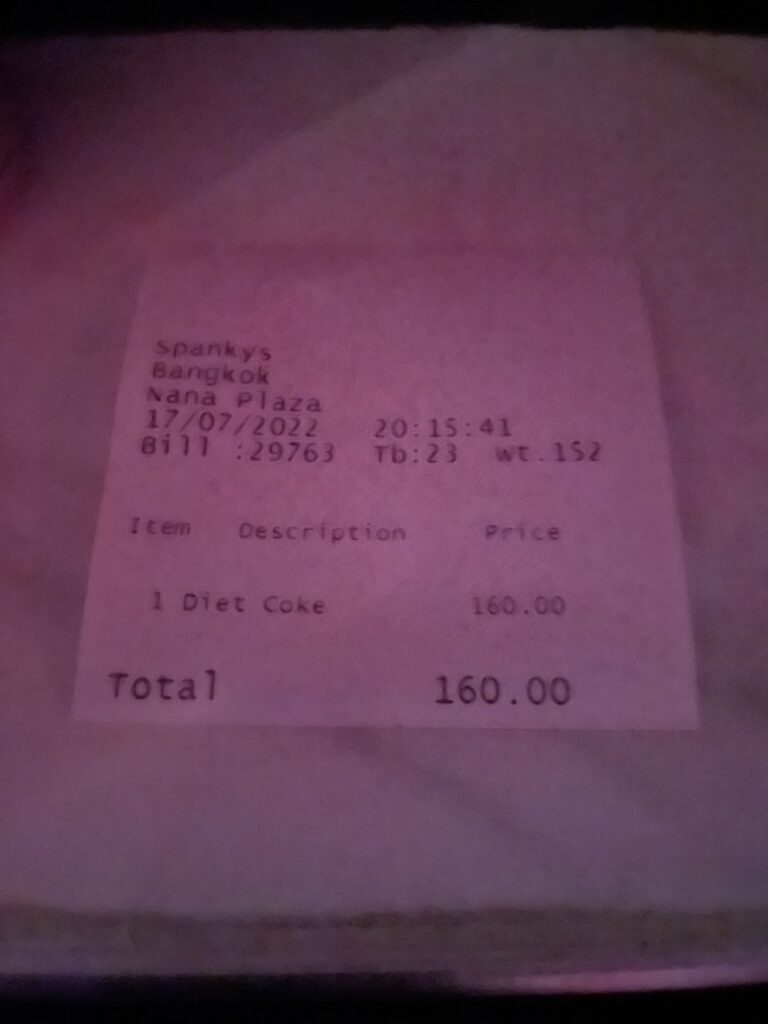 Spankys
Bangkok
Nana Plaza
17/07/2022 20:15:41
Bill :29763 Tb:23 Wt.152
Item Description Price
1 Diet Coke 160.00
Total 160.00